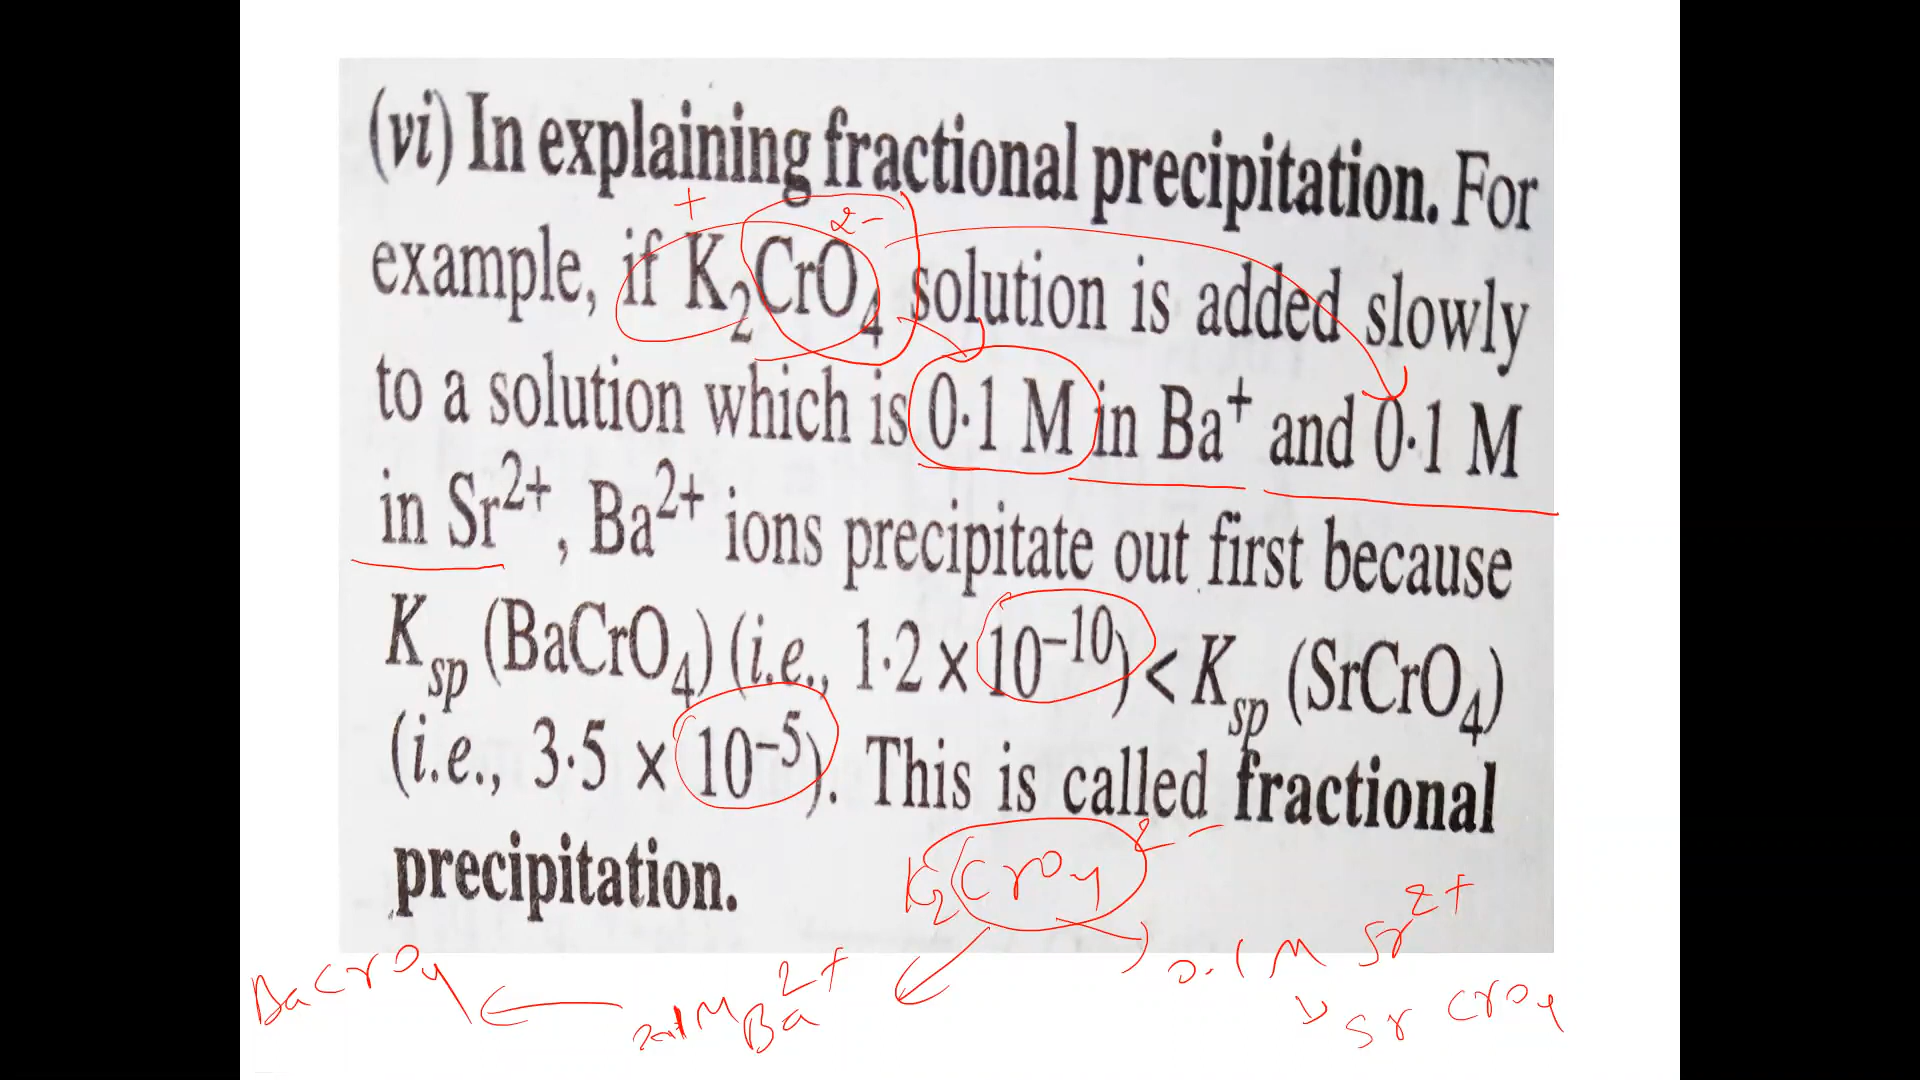 (vi) In explaining fractional precipitation. For
+ 2-
example, if K₂CrO₄ solution is added slowly
to a solution which is 0·1 M in Ba⁺ and 0·1 M
in Sr²⁺, Ba²⁺ ions precipitate out first because
Kₛₚ (BaCrO₄) (i.e., 1·2 × 10⁻¹⁰) < Kₛₚ (SrCrO₄)
(i.e., 3·5 × 10⁻⁵). This is called fractional
precipitation.
K₂CrO₄ 2-
BaCrO₄ M Ba²⁺ 0.1 M Sr²⁺
SrCrO₄